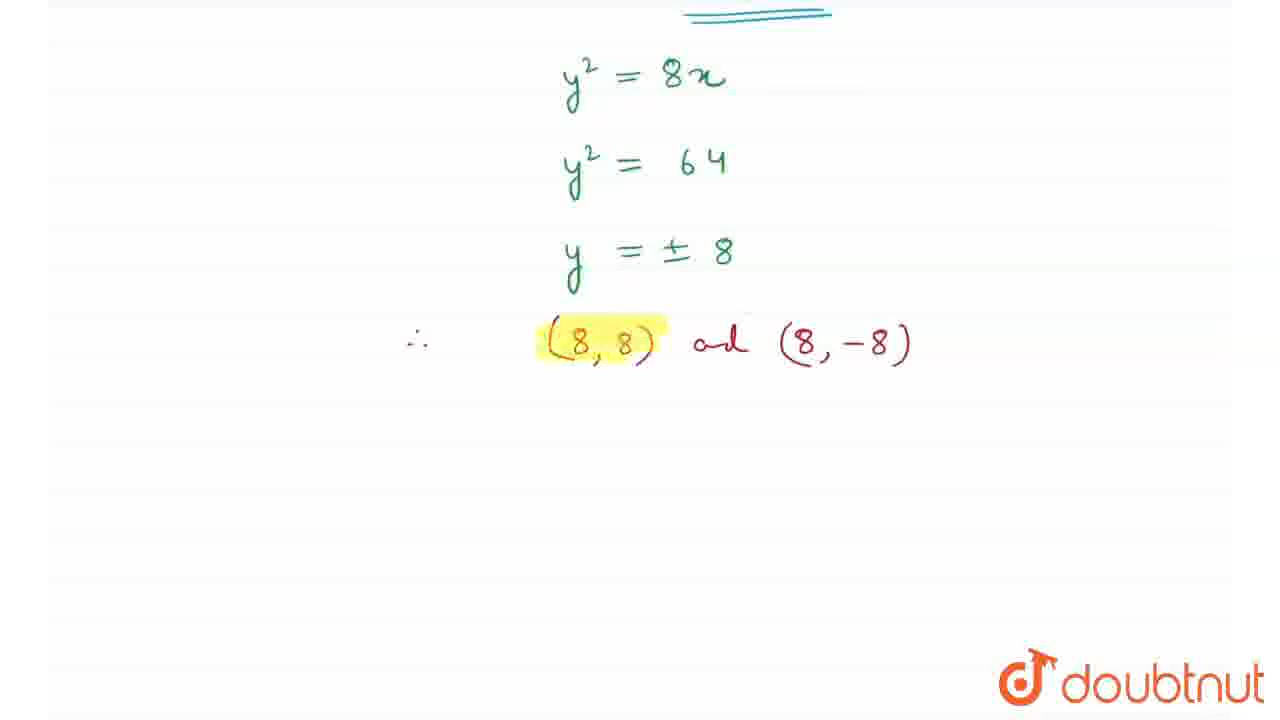 y² = 8x
y² = 64
y = ± 8
∴ (8, 8) and (8, -8)
doubtnut